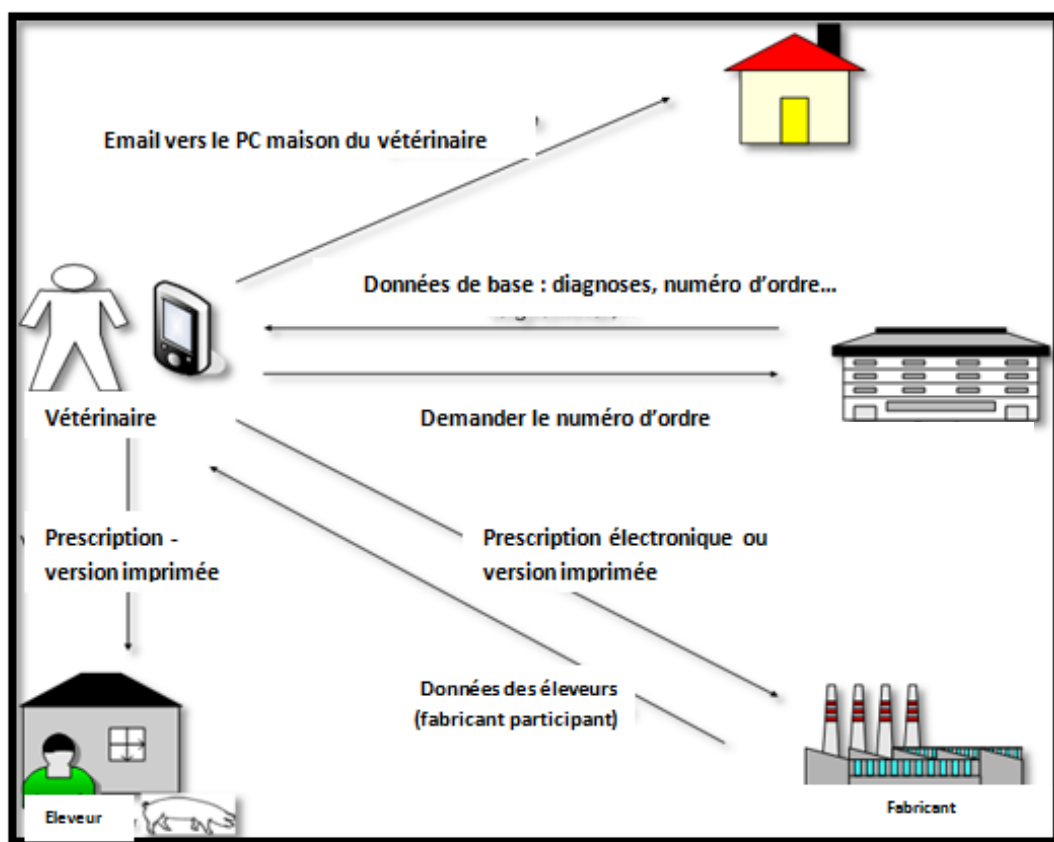 Email vers le PC maison du vétérinaire
Données de base : diagnoses, numéro d'ordre...
Vétérinaire
Demander le numéro d'ordre
Prescription -
version imprimée
Prescription électronique ou
version imprimée
Données des éleveurs
(fabricant participant)
Eleveur
Fabricant